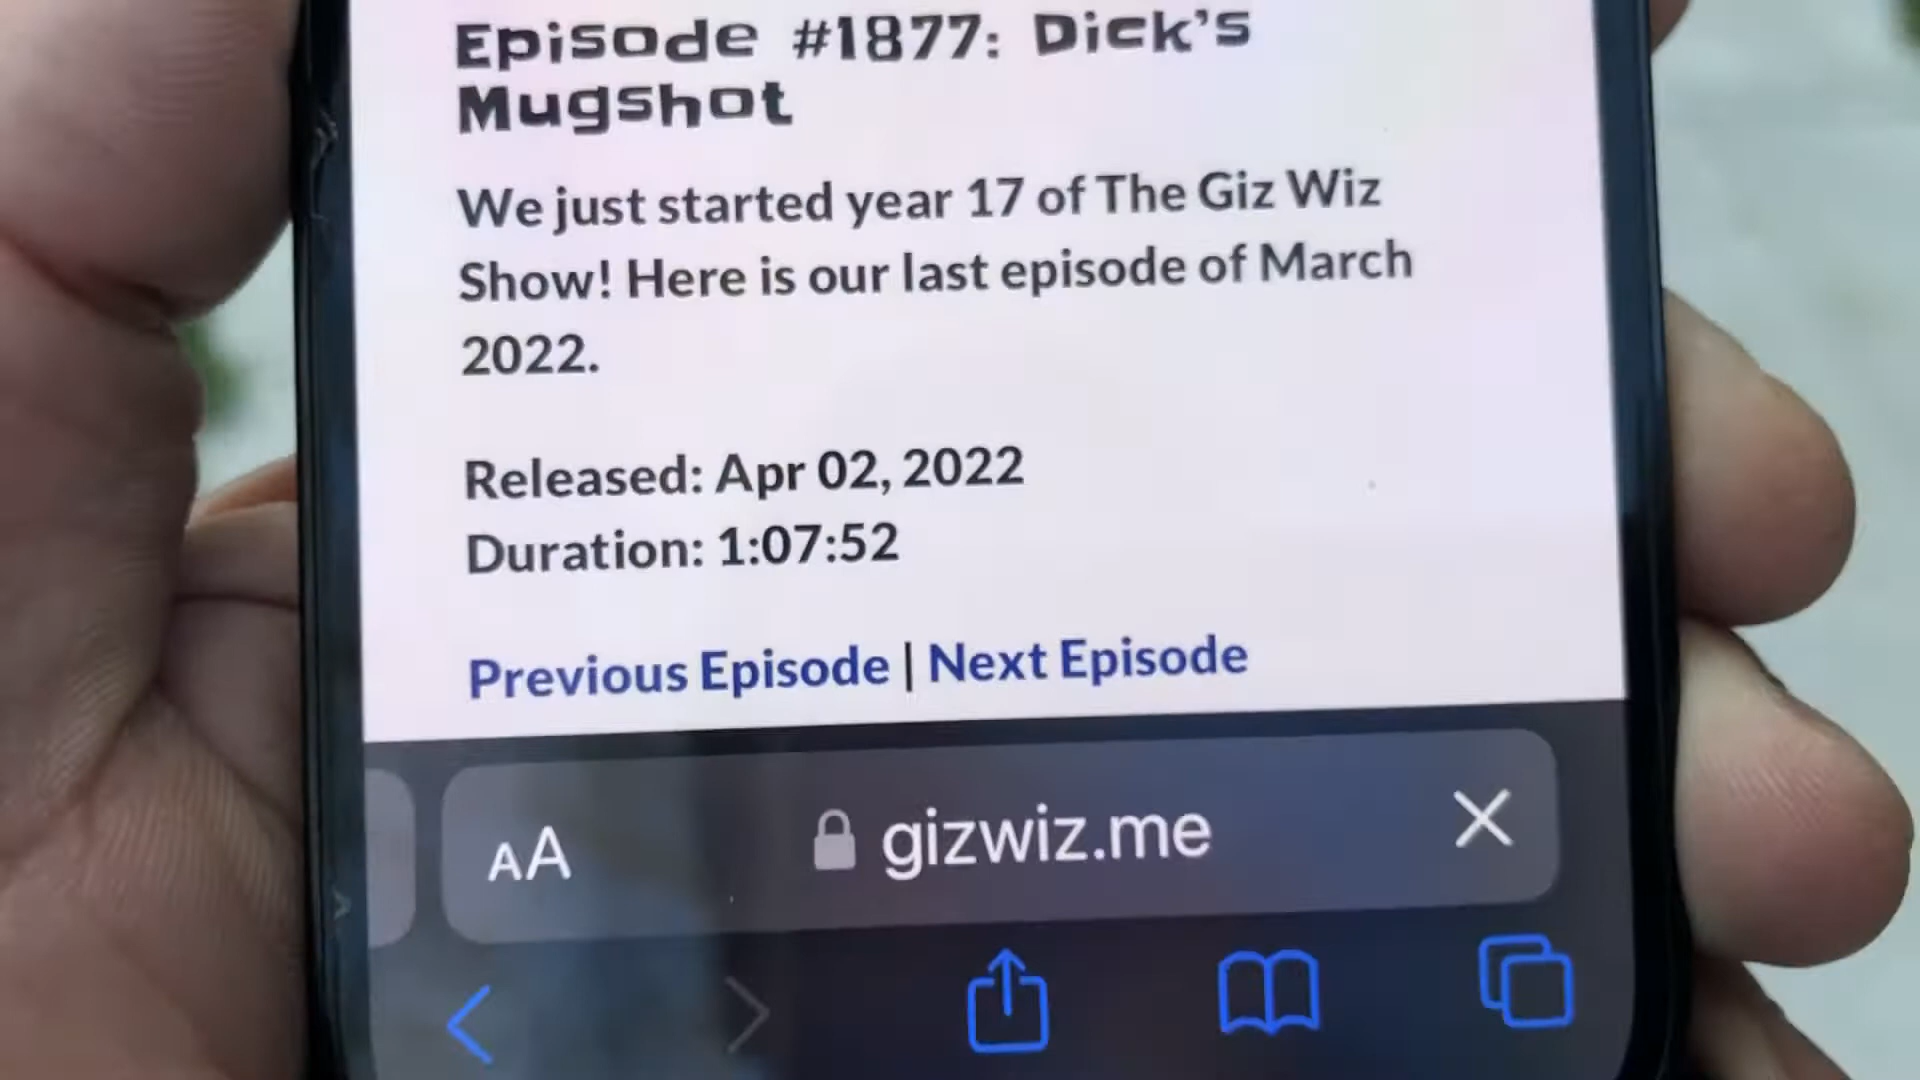 Episode #1877: Dick's
Mugshot
We just started year 17 of The Giz Wiz
Show! Here is our last episode of March
2022.
Released: Apr 02, 2022
Duration: 1:07:52
Previous Episode | Next Episode
AA gizwiz.me